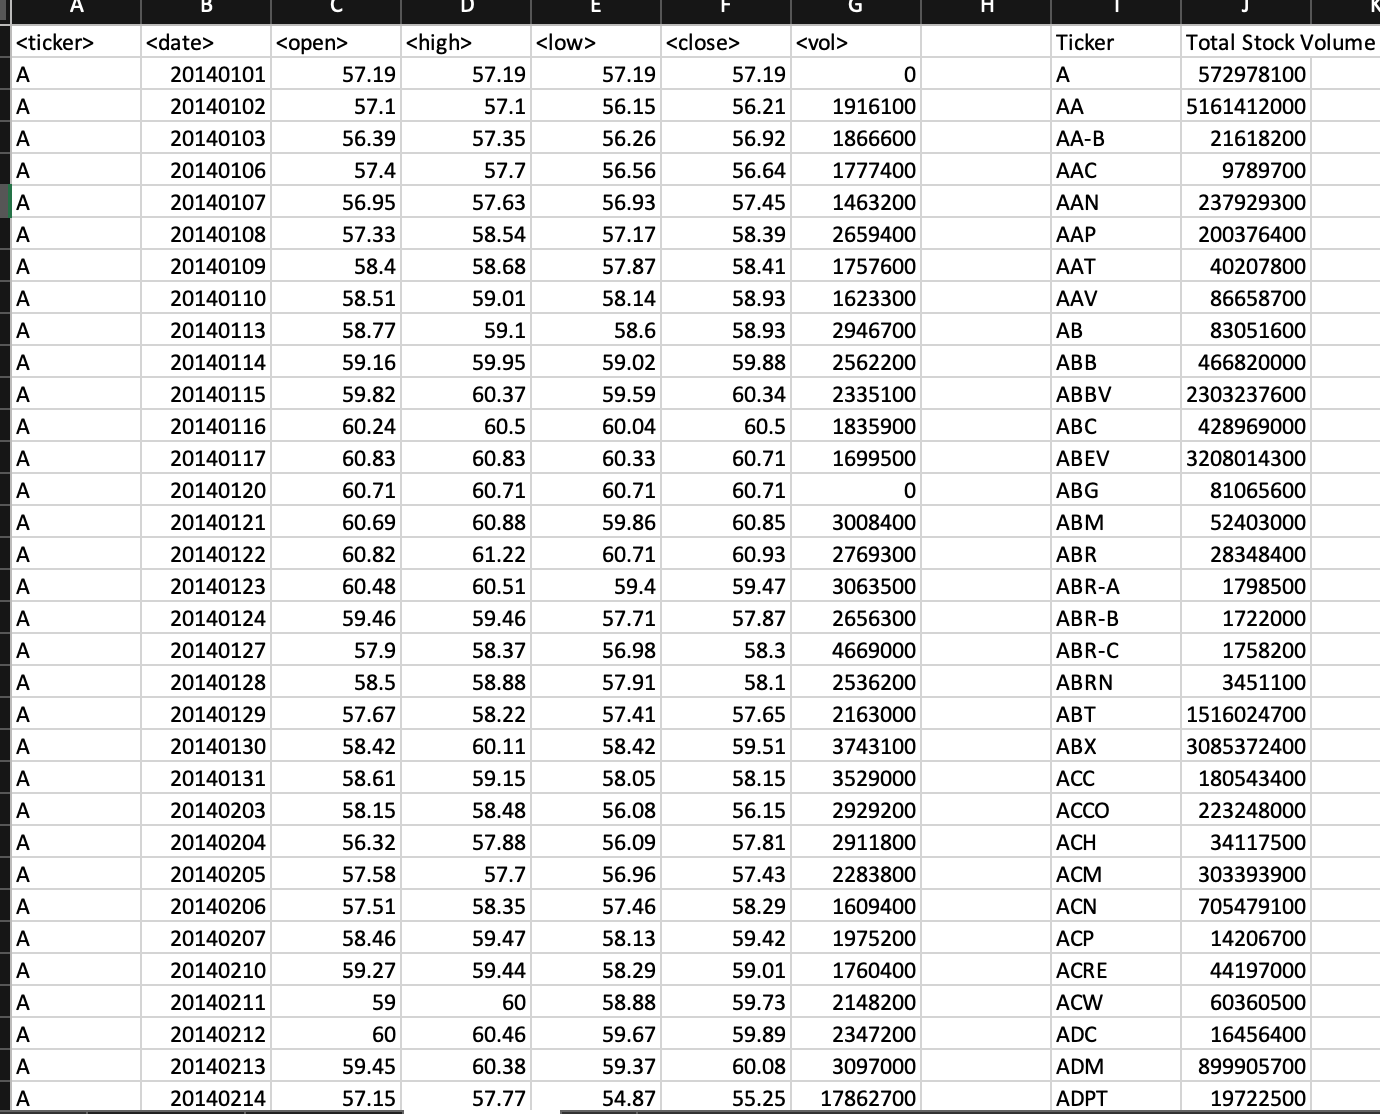 A B C D E F G H I J K
<ticker> <date> <open> <high> <low> <close> <vol> Ticker Total Stock Volume
A 20140101 57.19 57.19 57.19 57.19 0 A 572978100
A 20140102 57.1 57.1 56.15 56.21 1916100 AA 5161412000
A 20140103 56.39 57.35 56.26 56.92 1866600 AA-B 21618200
A 20140106 57.4 57.7 56.56 56.64 1777400 AAC 9789700
A 20140107 56.95 57.63 56.93 57.45 1463200 AAN 237929300
A 20140108 57.33 58.54 57.17 58.39 2659400 AAP 200376400
A 20140109 58.4 58.68 57.87 58.41 1757600 AAT 40207800
A 20140110 58.51 59.01 58.14 58.93 1623300 AAV 86658700
A 20140113 58.77 59.1 58.6 58.93 2946700 AB 83051600
A 20140114 59.16 59.95 59.02 59.88 2562200 ABB 466820000
A 20140115 59.82 60.37 59.59 60.34 2335100 ABBV 2303237600
A 20140116 60.24 60.5 60.04 60.5 1835900 ABC 428969000
A 20140117 60.83 60.83 60.33 60.71 1699500 ABEV 3208014300
A 20140120 60.71 60.71 60.71 60.71 0 ABG 81065600
A 20140121 60.69 60.88 59.86 60.85 3008400 ABM 52403000
A 20140122 60.82 61.22 60.71 60.93 2769300 ABR 28348400
A 20140123 60.48 60.51 59.4 59.47 3063500 ABR-A 1798500
A 20140124 59.46 59.46 57.71 57.87 2656300 ABR-B 1722000
A 20140127 57.9 58.37 56.98 58.3 4669000 ABR-C 1758200
A 20140128 58.5 58.88 57.91 58.1 2536200 ABRN 3451100
A 20140129 57.67 58.22 57.41 57.65 2163000 ABT 1516024700
A 20140130 58.42 60.11 58.42 59.51 3743100 ABX 3085372400
A 20140131 58.61 59.15 58.05 58.15 3529000 ACC 180543400
A 20140203 58.15 58.48 56.08 56.15 2929200 ACCO 223248000
A 20140204 56.32 57.88 56.09 57.81 2911800 ACH 34117500
A 20140205 57.58 57.7 56.96 57.43 2283800 ACM 303393900
A 20140206 57.51 58.35 57.46 58.29 1609400 ACN 705479100
A 20140207 58.46 59.47 58.13 59.42 1975200 ACP 14206700
A 20140210 59.27 59.44 58.29 59.01 1760400 ACRE 44197000
A 20140211 59 60 58.88 59.73 2148200 ACW 60360500
A 20140212 60 60.46 59.67 59.89 2347200 ADC 16456400
A 20140213 59.45 60.38 59.37 60.08 3097000 ADM 899905700
A 20140214 57.15 57.77 54.87 55.25 17862700 ADPT 19722500